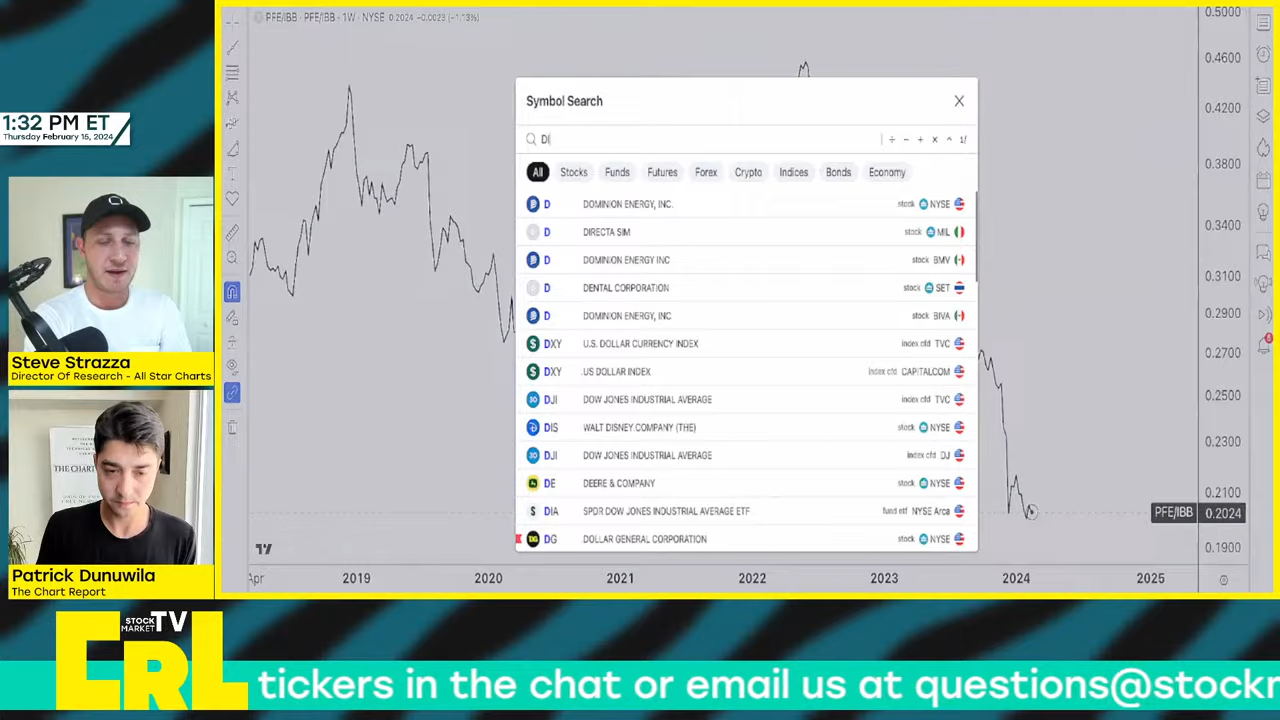 1:32 PM ET
Thursday February 15, 2024
Steve Strazza
Director Of Research - All Star Charts
THE CHART
Patrick Dunuwila
The Chart Report
STOCK
MARKET TV
ERL
PFE/IBB · PFE/IBB · 1W · NYSE 0.2024 −0.0023 (−1.13%)
Symbol Search
All Stocks Funds Futures Forex Crypto Indices Bonds Economy
D DOMINION ENERGY, INC. stock NYSE
D DIRECTA SIM stock MIL
D DOMINION ENERGY INC stock BMV
D DENTAL CORPORATION stock SET
D DOMINION ENERGY, INC stock BIVA
DXY U.S. DOLLAR CURRENCY INDEX index cfd TVC
DXY US DOLLAR INDEX index cfd CAPITALCOM
DJI DOW JONES INDUSTRIAL AVERAGE index cfd TVC
DIS WALT DISNEY COMPANY (THE) stock NYSE
DJI DOW JONES INDUSTRIAL AVERAGE index cfd DJ
DE DEERE & COMPANY stock NYSE
DIA SPDR DOW JONES INDUSTRIAL AVERAGE ETF fund etf NYSE Arca
DG DOLLAR GENERAL CORPORATION stock NYSE
0.5000
0.4600
0.4200
0.3800
0.3400
0.3100
0.2900
0.2700
0.2500
0.2300
0.2100
PFE/IBB 0.2024
0.1900
Apr 2019 2020 2021 2022 2023 2024 2025
tickers in the chat or email us at questions@stock